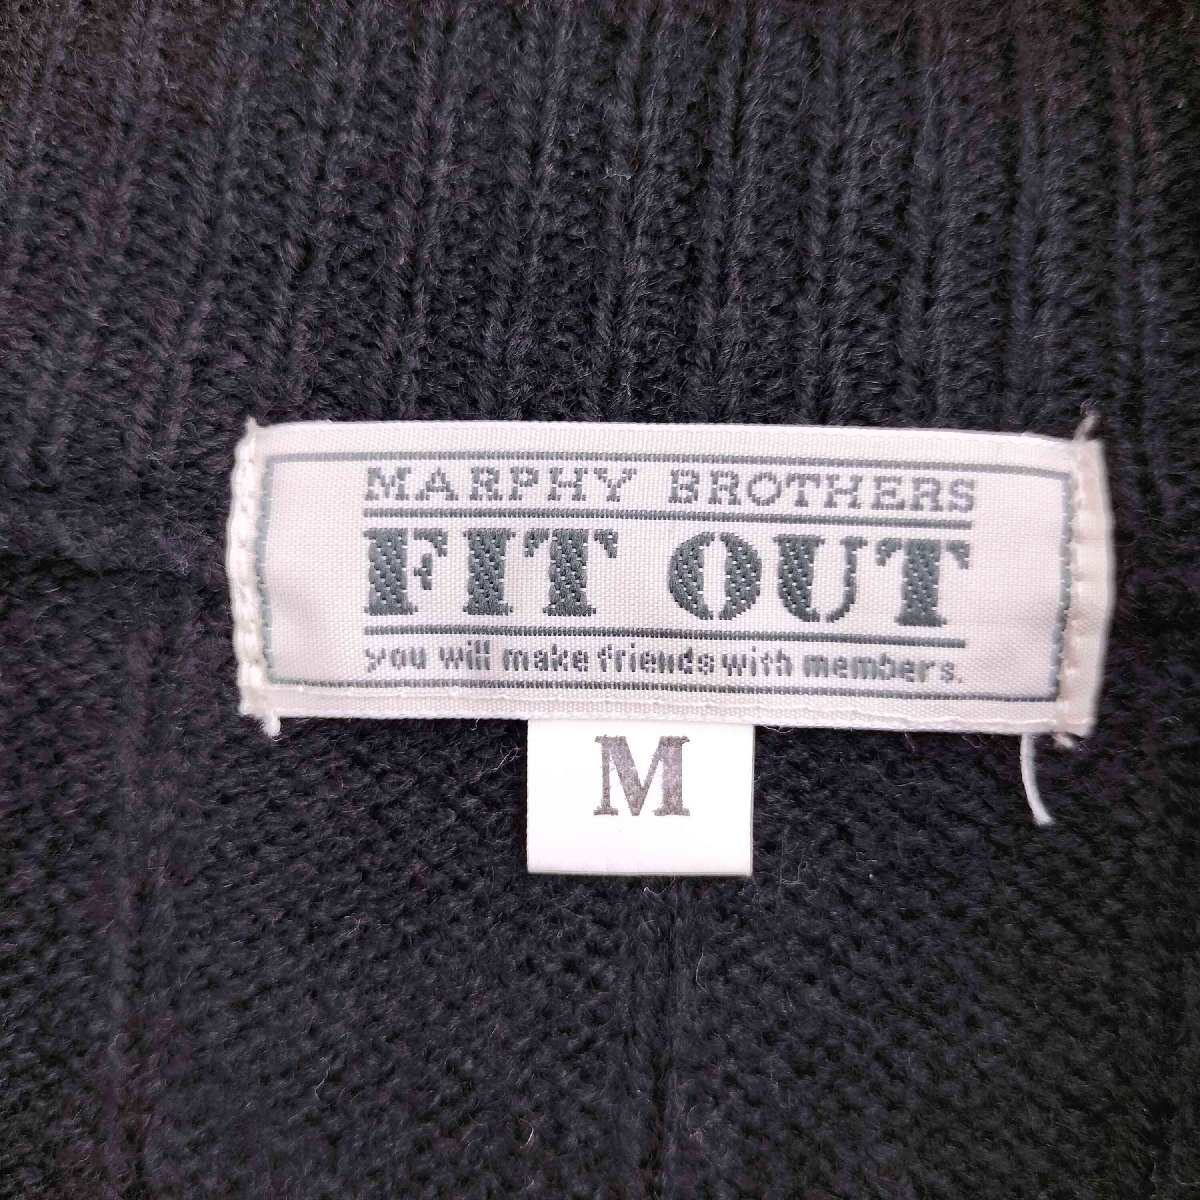 MARPHY BROTHERS
FIT OUT
you will make friends with members.
M